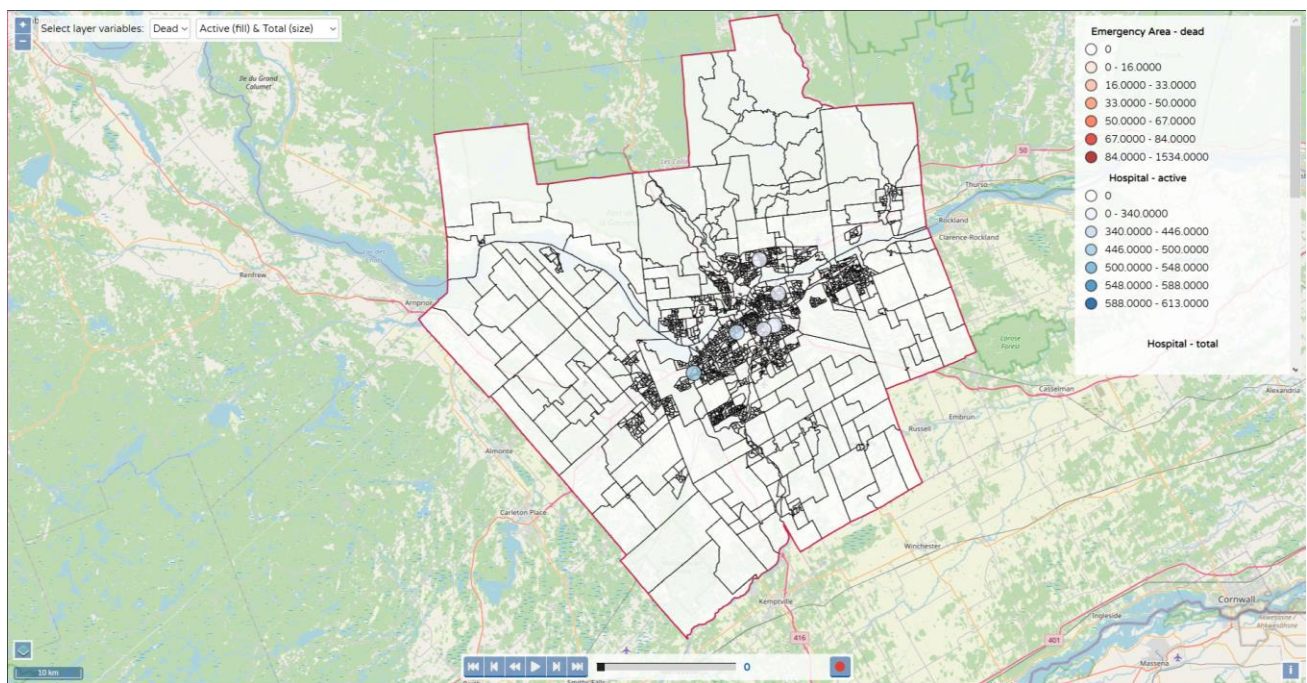 +
−
Select layer variables: Dead Active (fill) & Total (size)
Ile du Grand
Calumet
Renfrew
Arnprior
Almonte
Carleton Place
Kemptville
416
Winchester
Russell
Embrun
Casselman
Larose
Forest
Alexandria
Thurso
Rockland
Clarence-Rockland
50
401
Ingleside
Cornwall
Massena
Emergency Area - dead
0
0 - 16.0000
16.0000 - 33.0000
33.0000 - 50.0000
50.0000 - 67.0000
67.0000 - 84.0000
84.0000 - 1534.0000
Hospital - active
0
0 - 340.0000
340.0000 - 446.0000
446.0000 - 500.0000
500.0000 - 548.0000
548.0000 - 588.0000
588.0000 - 613.0000
Hospital - total
10 km
0
i